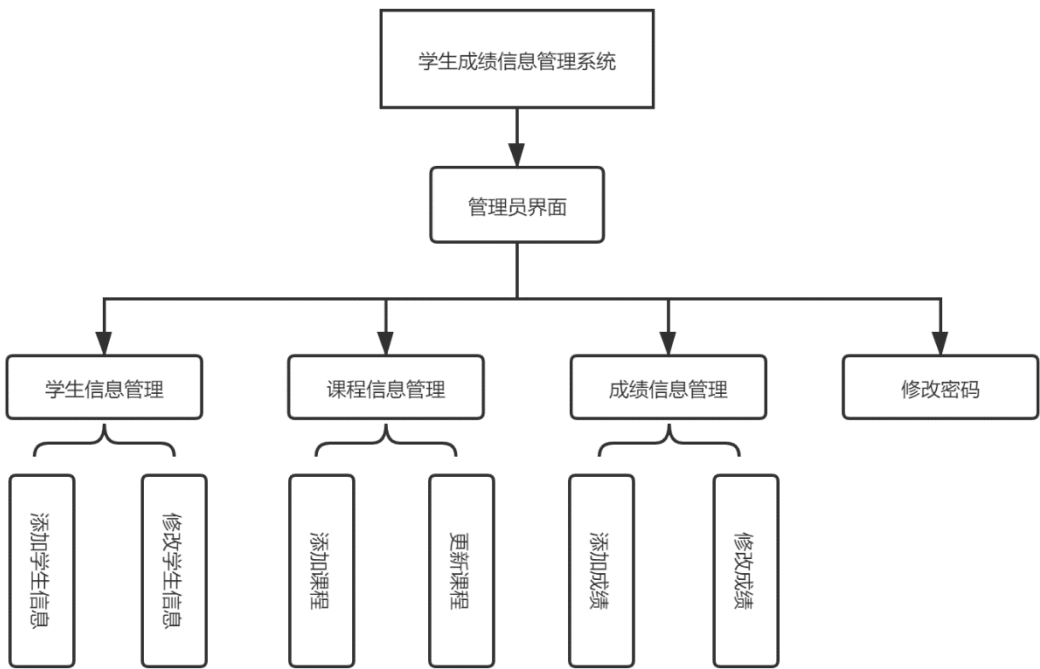 学生成绩信息管理系统
管理员界面
学生信息管理
课程信息管理
成绩信息管理
修改密码
添加学生信息
修改学生信息
添加课程
更新课程
添加成绩
修改成绩